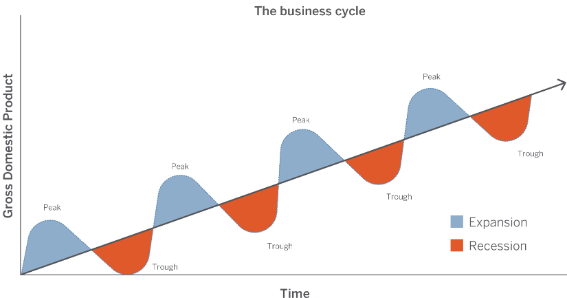 The business cycle
Gross Domestic Product
Peak
Peak
Peak
Peak
Trough
Trough
Trough
Trough
Expansion
Recession
Time